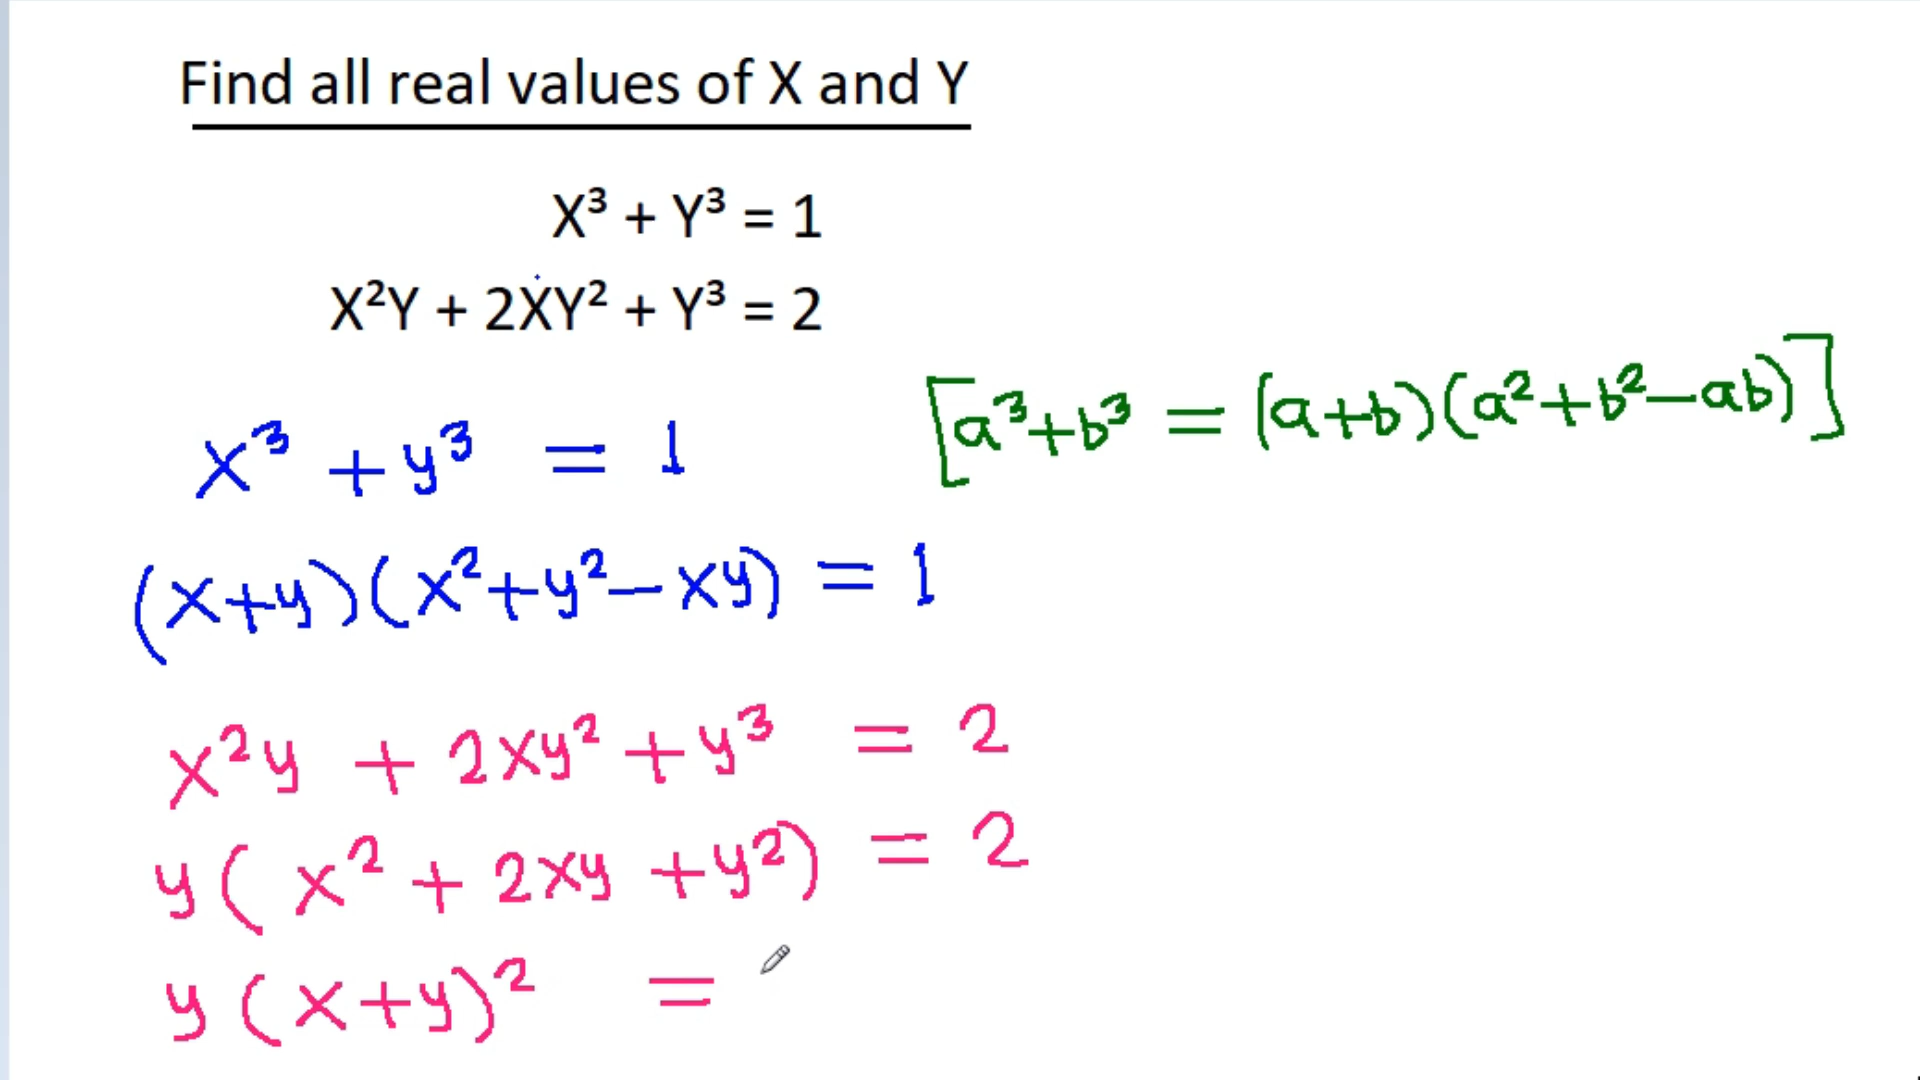 Find all real values of X and Y
X³ + Y³ = 1
X²Y + 2XY² + Y³ = 2
[a³+b³ = (a+b)(a²+b²-ab)]
x³ + y³ = 1
(x+y)(x²+y²-xy) = 1
x²y + 2xy² + y³ = 2
y(x² + 2xy + y²) = 2
y(x+y)² =